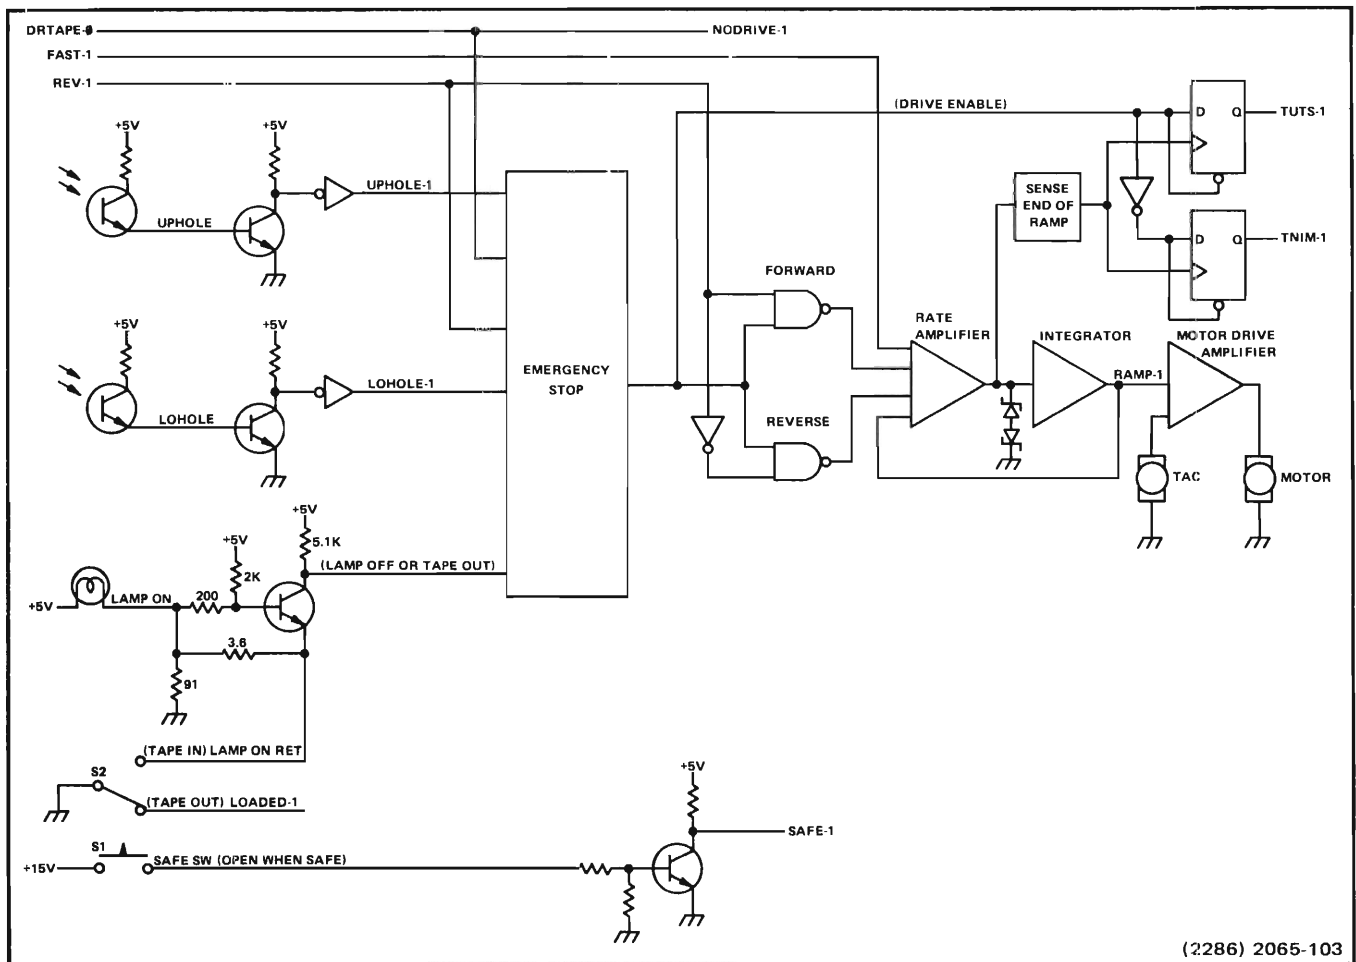 DRTAPE-0
NODRIVE-1
FAST-1
REV-1
(DRIVE ENABLE)
D Q
TUTS-1
+5V
+5V
UPHOLE-1
UPHOLE
SENSE
END OF
RAMP
D Q
TNIM-1
FORWARD
+5V
+5V
RATE
AMPLIFIER
INTEGRATOR
MOTOR DRIVE
AMPLIFIER
EMERGENCY
STOP
LOHOLE-1
LOHOLE
RAMP-1
REVERSE
TAC
MOTOR
+5V
5.1K
+5V
2K
(LAMP OFF OR TAPE OUT)
+5V
LAMP ON
200
3.6
91
(TAPE IN) LAMP ON RET
S2
(TAPE OUT) LOADED-1
+5V
SAFE-1
S1
+15V
SAFE SW (OPEN WHEN SAFE)
(2286) 2065-103